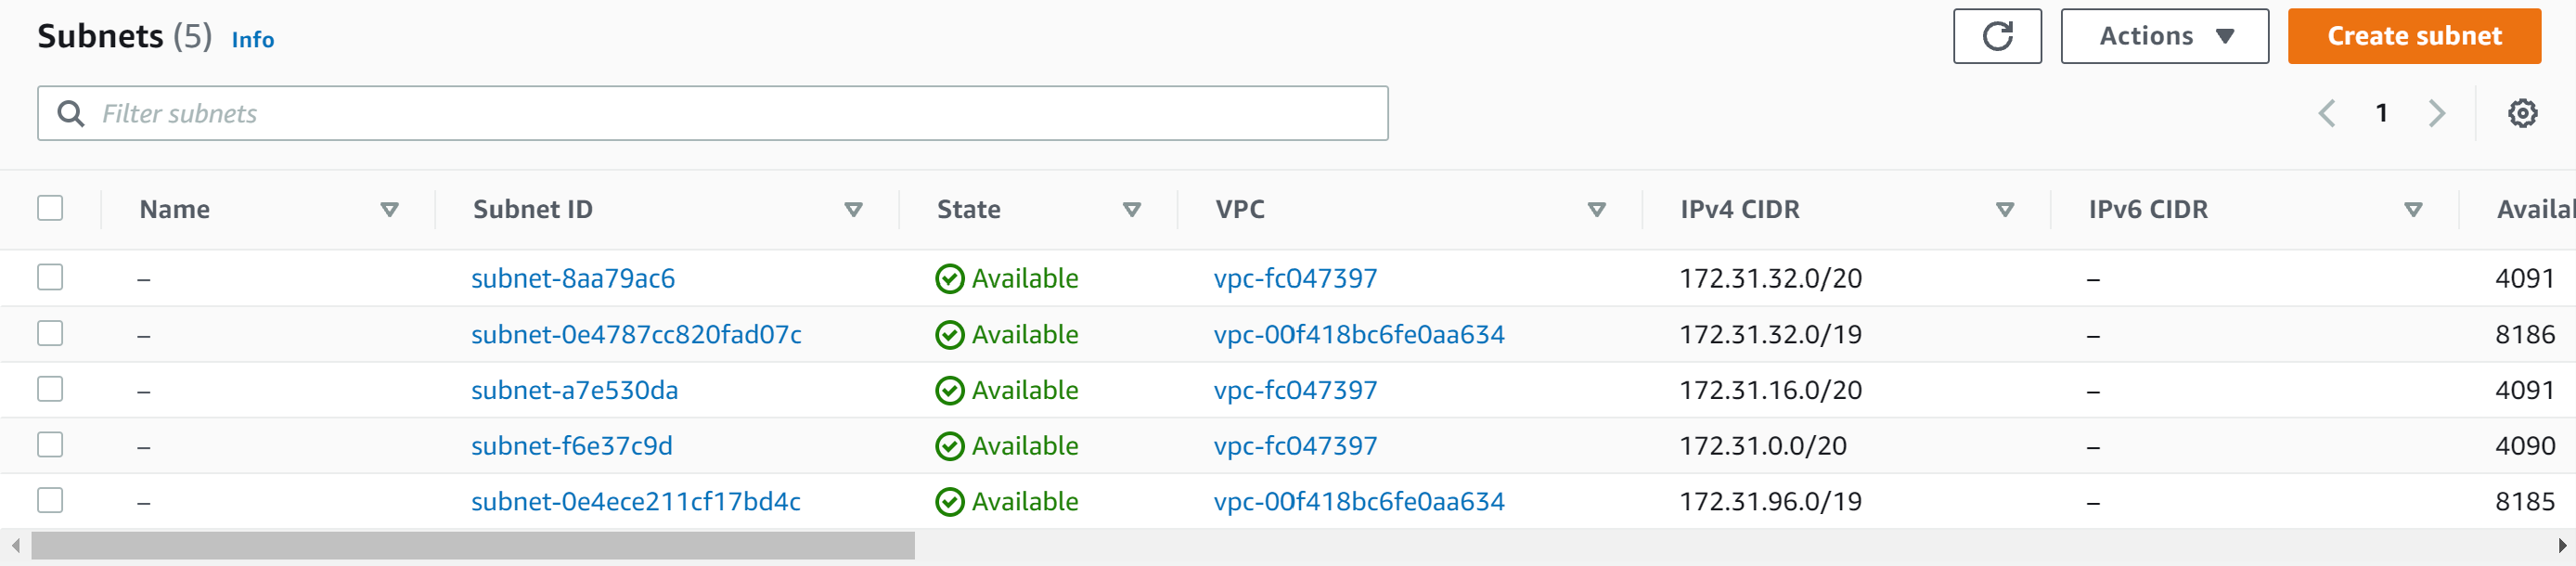 Subnets (5) Info Actions Create subnet
Filter subnets 1
Name Subnet ID State VPC IPv4 CIDR IPv6 CIDR Availal
– subnet-8aa79ac6 Available vpc-fc047397 172.31.32.0/20 – 4091
– subnet-0e4787cc820fad07c Available vpc-00f418bc6fe0aa634 172.31.32.0/19 – 8186
– subnet-a7e530da Available vpc-fc047397 172.31.16.0/20 – 4091
– subnet-f6e37c9d Available vpc-fc047397 172.31.0.0/20 – 4090
– subnet-0e4ece211cf17bd4c Available vpc-00f418bc6fe0aa634 172.31.96.0/19 – 8185